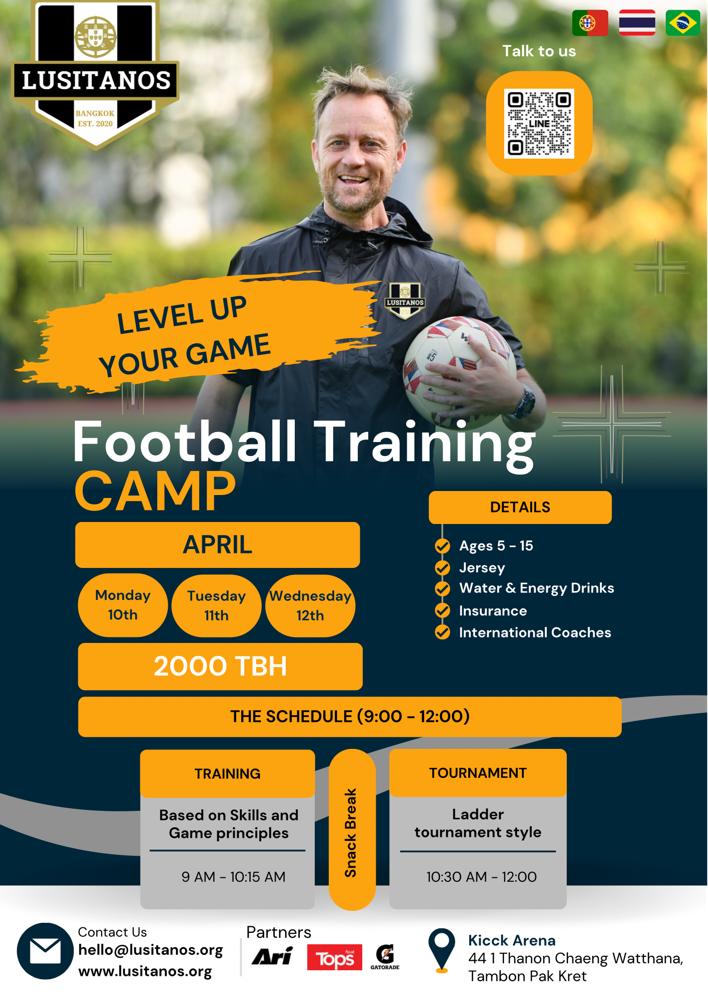 LUSITANOS
BANGKOK
EST. 2020
Talk to us
LINE
LUSITANOS
LEVEL UP
YOUR GAME
Football Training
CAMP
APRIL
Monday
10th
Tuesday
11th
Wednesday
12th
2000 TBH
DETAILS
Ages 5 - 15
Jersey
Water & Energy Drinks
Insurance
International Coaches
THE SCHEDULE (9:00 - 12:00)
TRAINING
Based on Skills and
Game principles
9 AM - 10:15 AM
Snack Break
TOURNAMENT
Ladder
tournament style
10:30 AM - 12:00
Contact Us
hello@lusitanos.org
www.lusitanos.org
Partners
Ari
Tops
food
G
GATORADE
Kicck Arena
44 1 Thanon Chaeng Watthana,
Tambon Pak Kret